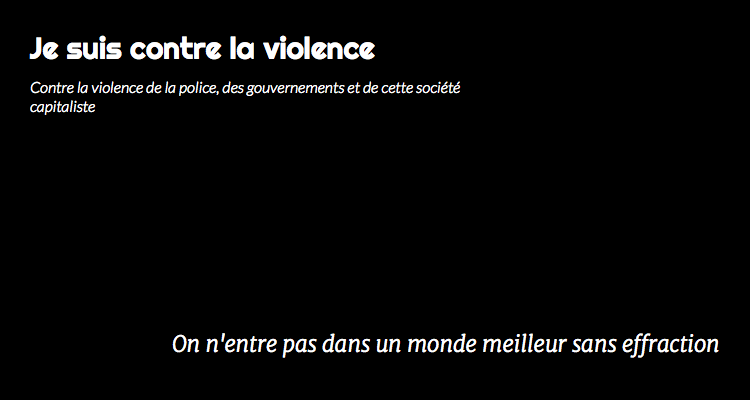 Je suis contre la violence
Contre la violence de la police, des gouvernements et de cette société
capitaliste
On n'entre pas dans un monde meilleur sans effraction